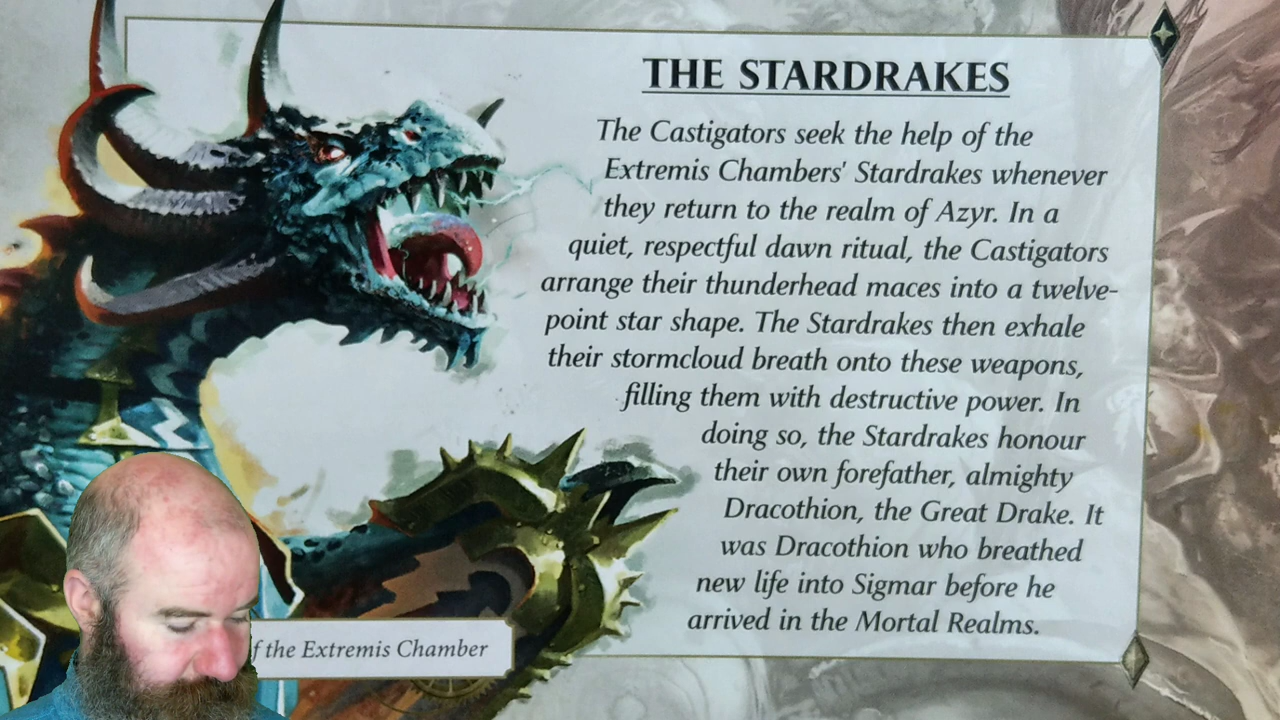 THE STARDRAKES
The Castigators seek the help of the
Extremis Chambers' Stardrakes whenever
they return to the realm of Azyr. In a
quiet, respectful dawn ritual, the Castigators
arrange their thunderhead maces into a twelve-
point star shape. The Stardrakes then exhale
their stormcloud breath onto these weapons,
filling them with destructive power. In
doing so, the Stardrakes honour
their own forefather, almighty
Dracothion, the Great Drake. It
was Dracothion who breathed
new life into Sigmar before he
arrived in the Mortal Realms.
f the Extremis Chamber